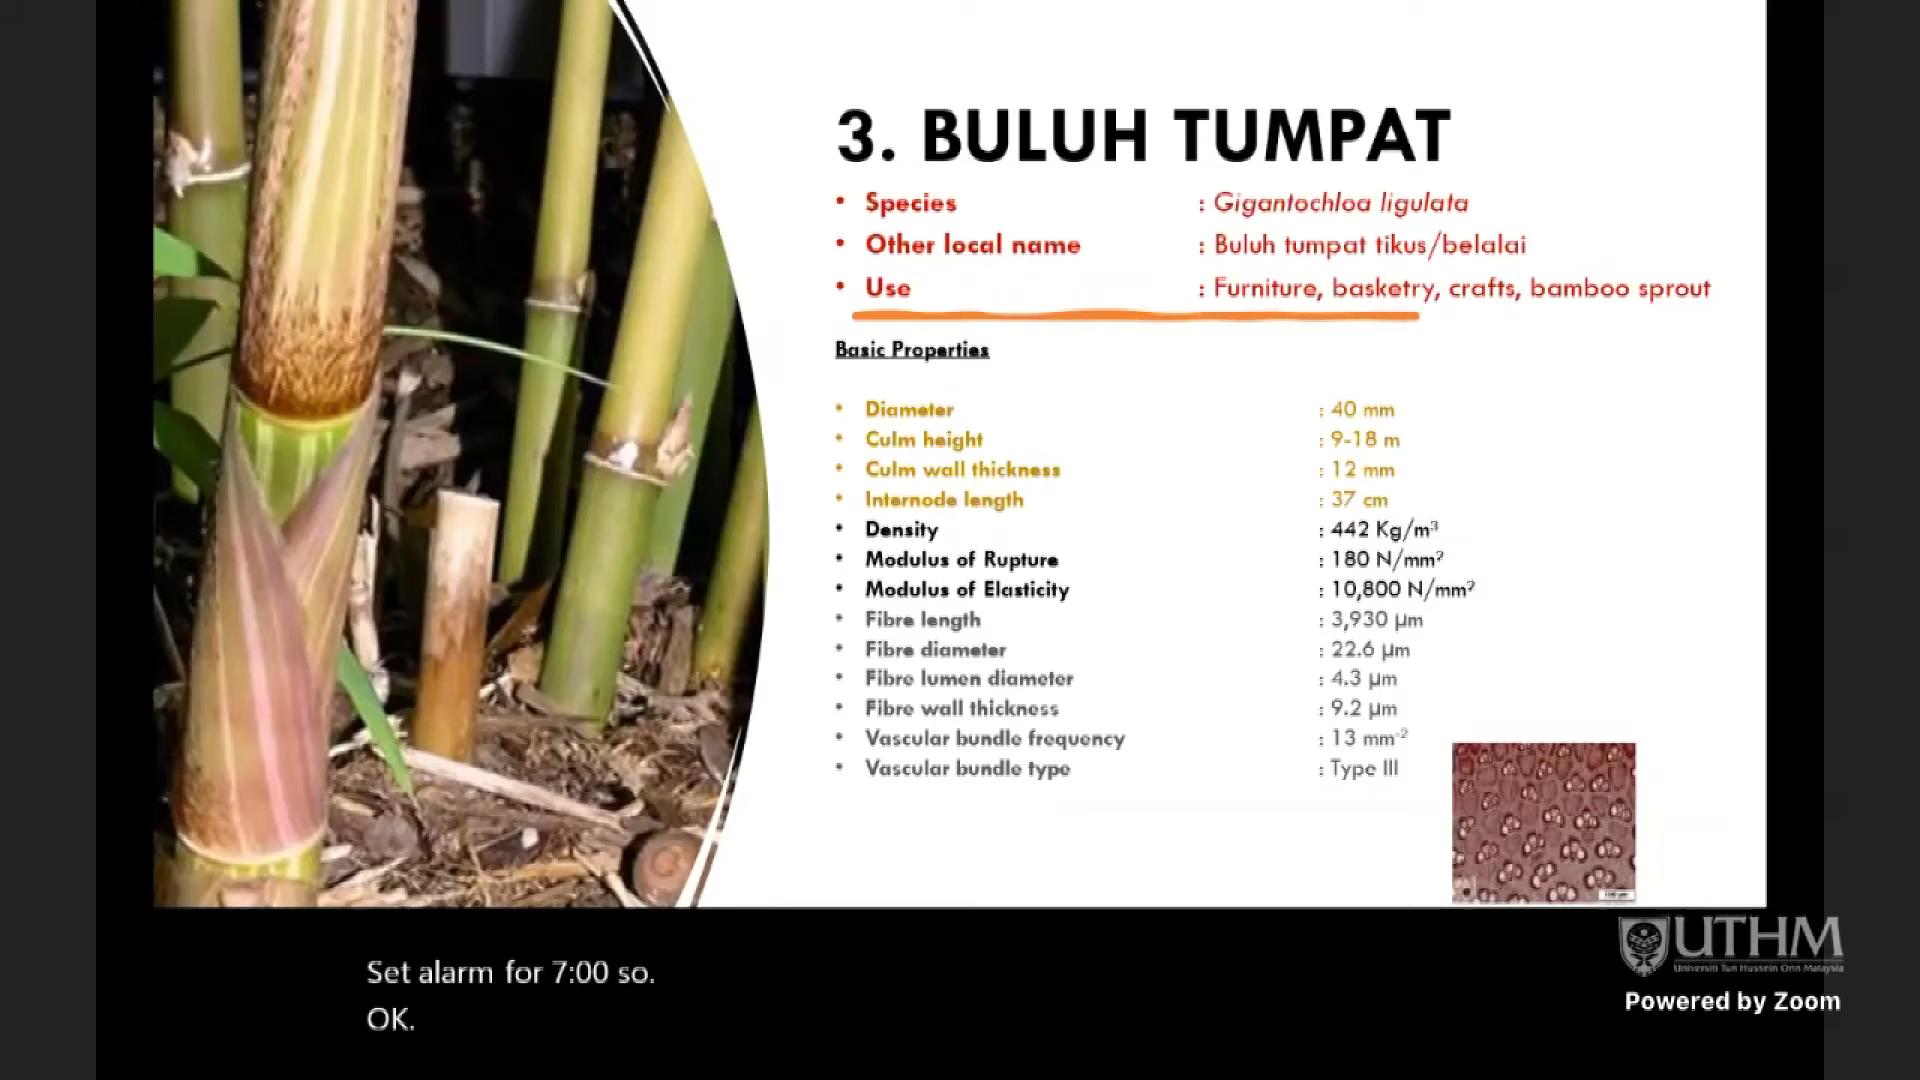 3. BULUH TUMPAT
• Species : Gigantochloa ligulata
• Other local name : Buluh tumpat tikus/belalai
• Use : Furniture, basketry, crafts, bamboo sprout
Basic Properties
• Diameter : 40 mm
• Culm height : 9-18 m
• Culm wall thickness : 12 mm
• Internode length : 37 cm
• Density : 442 Kg/m³
• Modulus of Rupture : 180 N/mm²
• Modulus of Elasticity : 10,800 N/mm²
• Fibre length : 3,930 µm
• Fibre diameter : 22.6 µm
• Fibre lumen diameter : 4.3 µm
• Fibre wall thickness : 9.2 µm
• Vascular bundle frequency : 13 mm⁻²
• Vascular bundle type : Type III
UTHM
Universiti Tun Hussein Onn Malaysia
Powered by Zoom
Set alarm for 7:00 so.
OK.